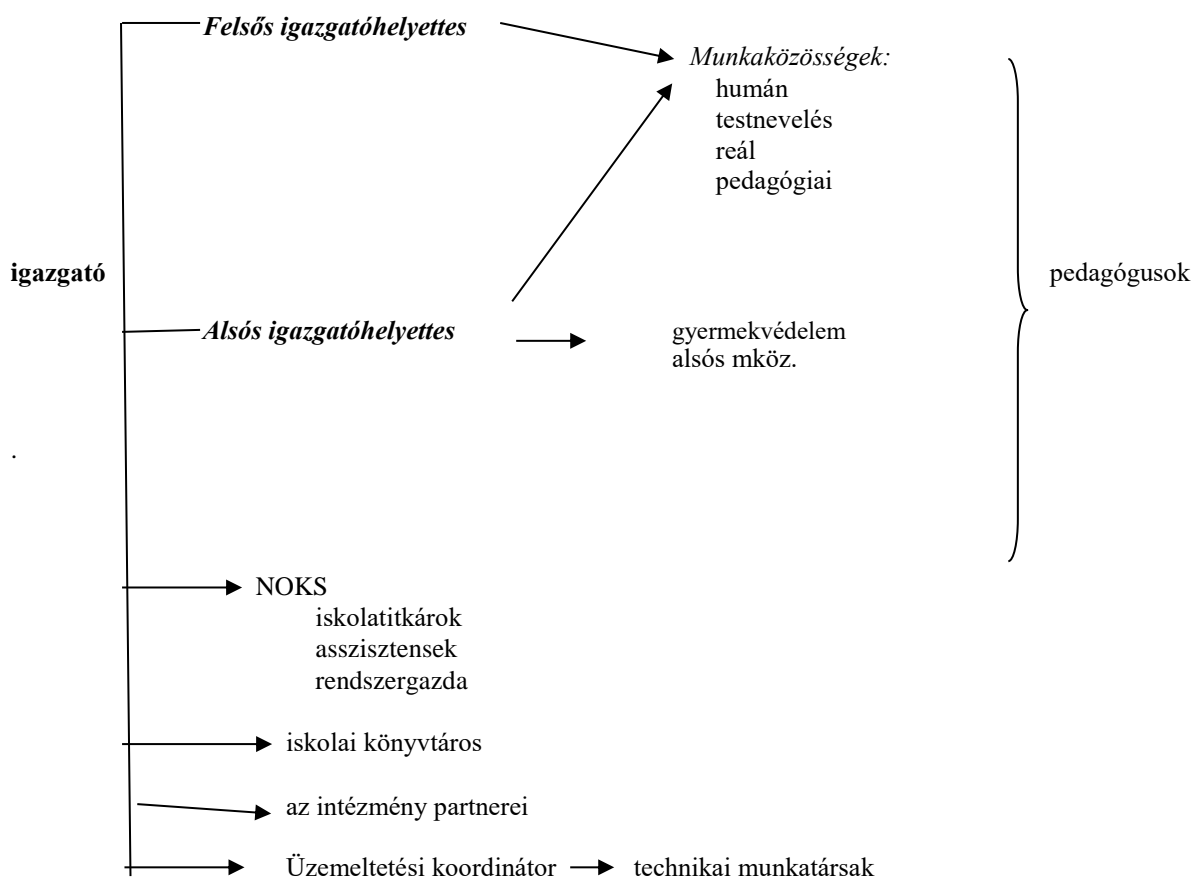 Felsős igazgatóhelyettes
Munkaközösségek:
humán
testnevelés
reál
pedagógiai
igazgató
pedagógusok
Alsós igazgatóhelyettes
gyermekvédelem
alsós mköz.
.
NOKS
iskolatitkárok
asszisztensek
rendszergazda
iskolai könyvtáros
az intézmény partnerei
Üzemeltetési koordinátor
technikai munkatársak